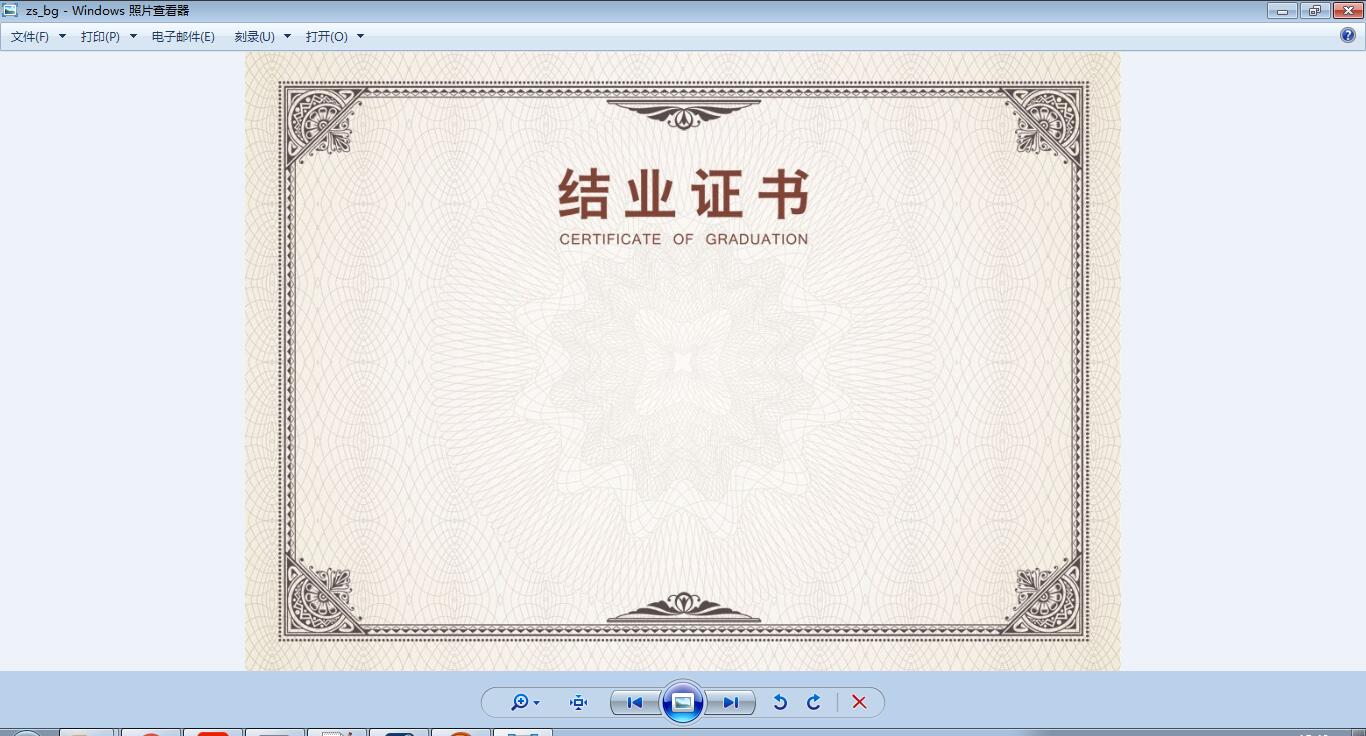 zs_bg - Windows 照片查看器
文件(F) 打印(P) 电子邮件(E) 刻录(U) 打开(O)
结业证书
CERTIFICATE OF GRADUATION